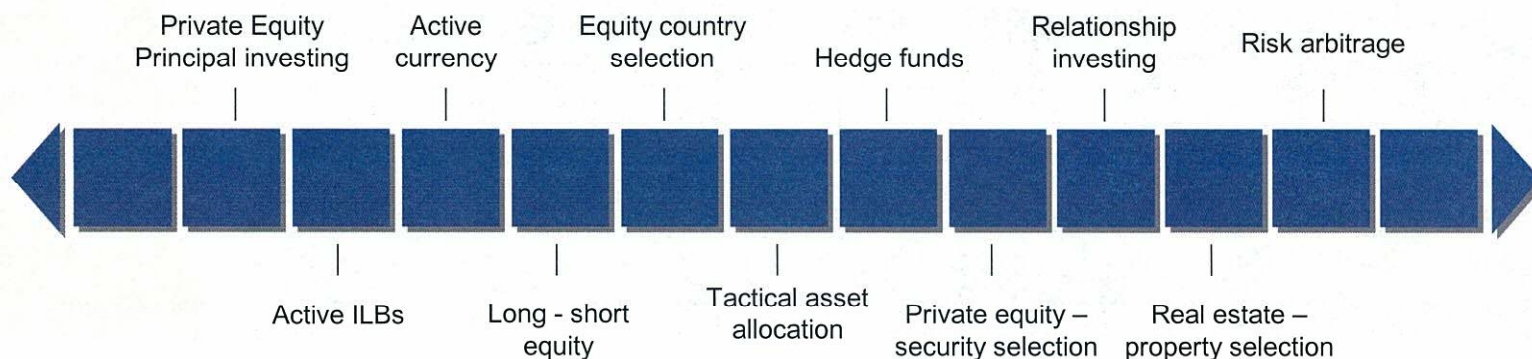 Private Equity
Principal investing
Active
currency
Equity country
selection
Hedge funds
Relationship
investing
Risk arbitrage
Active ILBs
Long - short
equity
Tactical asset
allocation
Private equity –
security selection
Real estate –
property selection